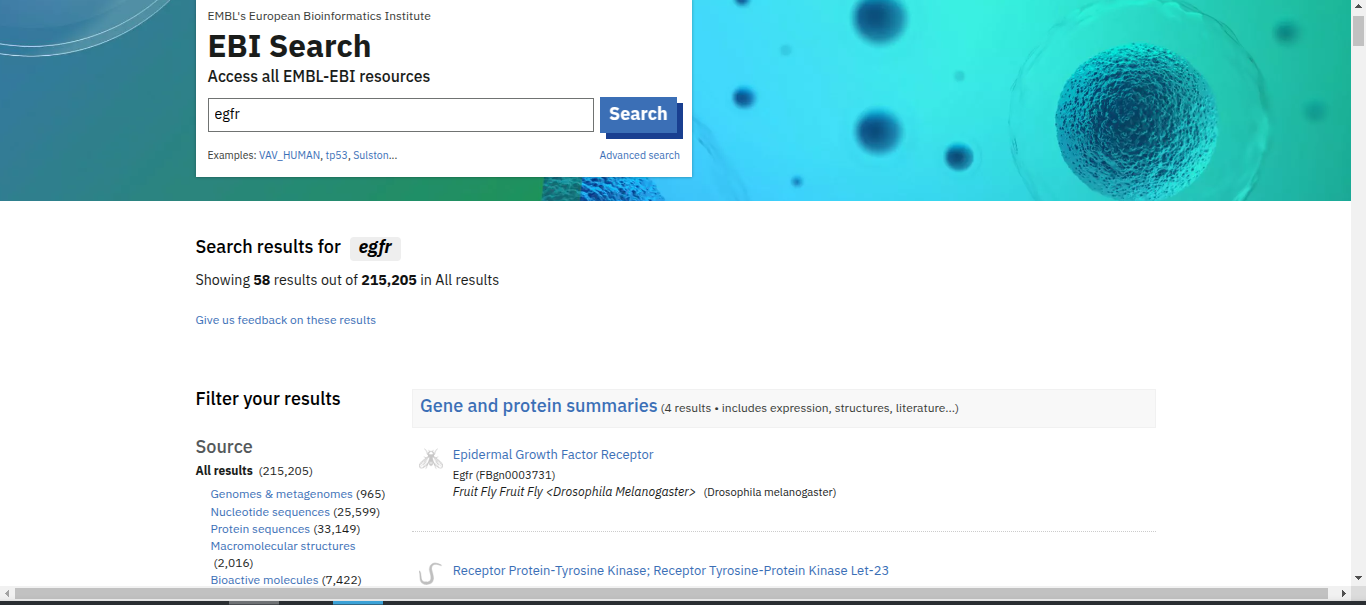 EMBL's European Bioinformatics Institute
EBI Search
Access all EMBL-EBI resources
egfr
Search
Examples: VAV_HUMAN, tp53, Sulston...
Advanced search
Search results for egfr
Showing 58 results out of 215,205 in All results
Give us feedback on these results
Filter your results
Source
All results (215,205)
Genomes & metagenomes (965)
Nucleotide sequences (25,599)
Protein sequences (33,149)
Macromolecular structures
(2,016)
Bioactive molecules (7,422)
Gene and protein summaries (4 results • includes expression, structures, literature...)
Epidermal Growth Factor Receptor
Egfr (FBgn0003731)
Fruit Fly Fruit Fly <Drosophila Melanogaster> (Drosophila melanogaster)
Receptor Protein-Tyrosine Kinase; Receptor Tyrosine-Protein Kinase Let-23